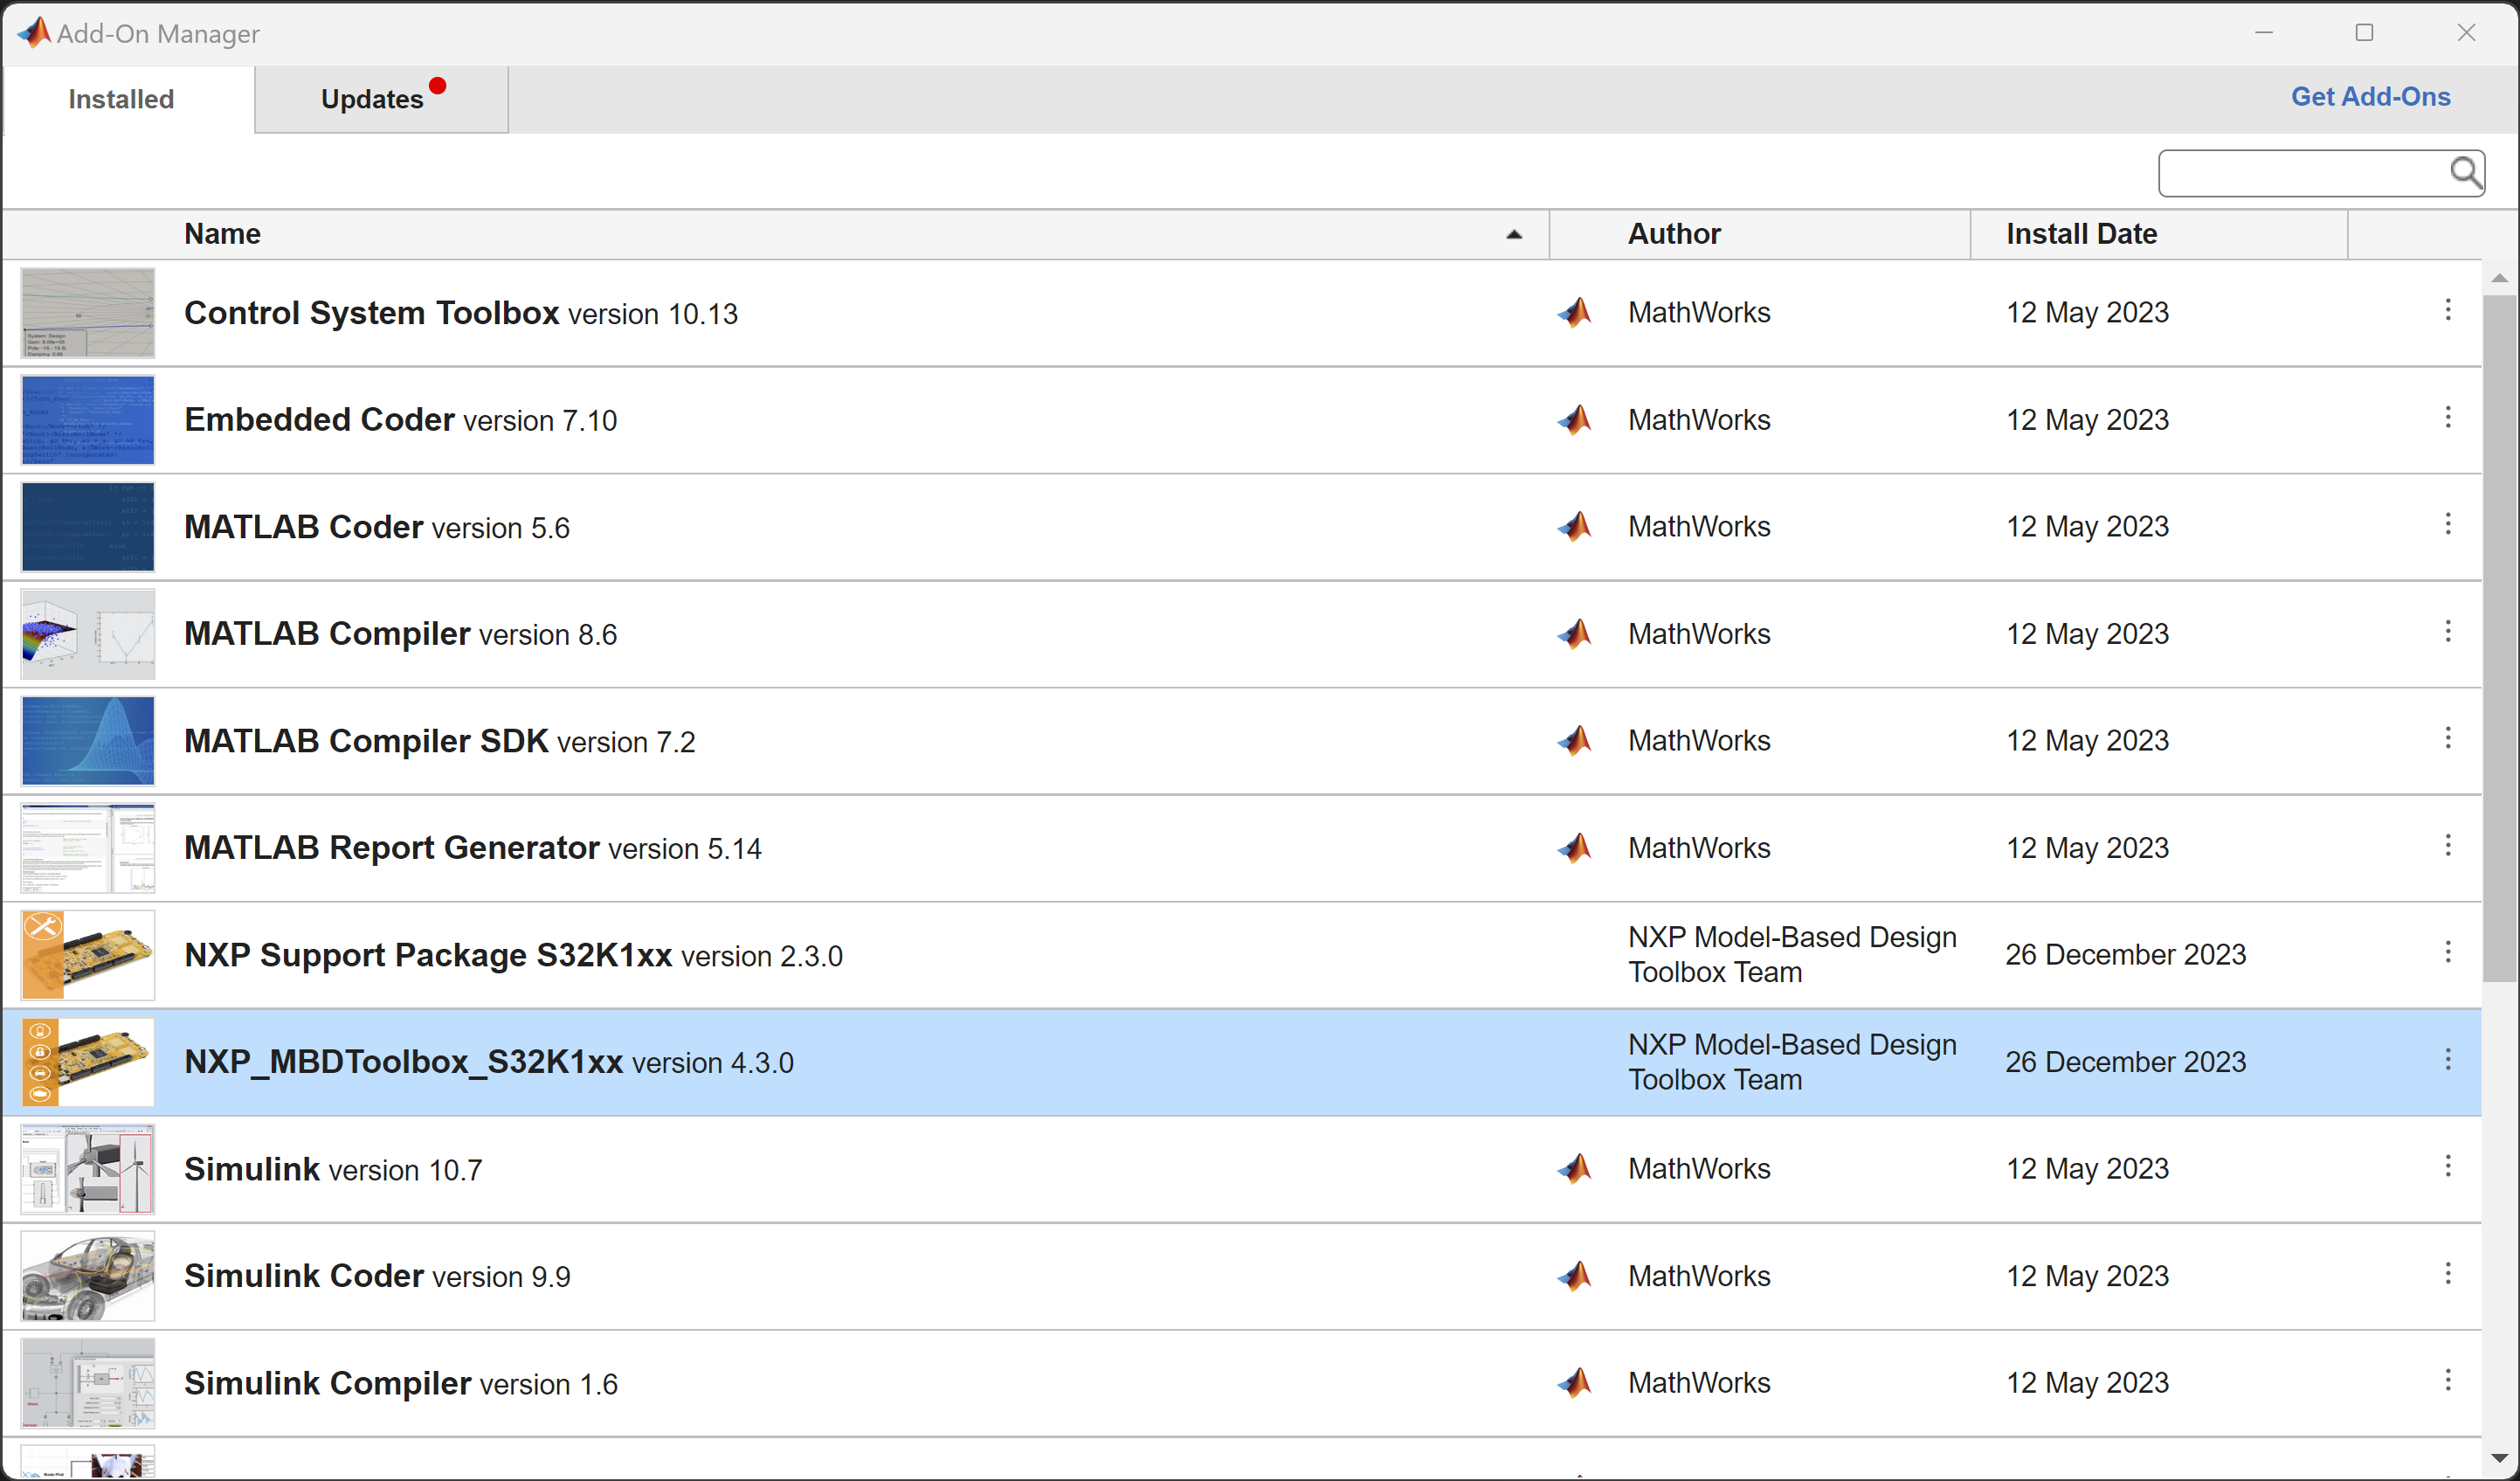 Add-On Manager
Installed
Updates
Get Add-Ons
Name
Author
Install Date
Control System Toolbox version 10.13
MathWorks
12 May 2023
Embedded Coder version 7.10
MathWorks
12 May 2023
MATLAB Coder version 5.6
MathWorks
12 May 2023
MATLAB Compiler version 8.6
MathWorks
12 May 2023
MATLAB Compiler SDK version 7.2
MathWorks
12 May 2023
MATLAB Report Generator version 5.14
MathWorks
12 May 2023
NXP Support Package S32K1xx version 2.3.0
NXP Model-Based Design
Toolbox Team
26 December 2023
NXP_MBDToolbox_S32K1xx version 4.3.0
NXP Model-Based Design
Toolbox Team
26 December 2023
Simulink version 10.7
MathWorks
12 May 2023
Simulink Coder version 9.9
MathWorks
12 May 2023
Simulink Compiler version 1.6
MathWorks
12 May 2023